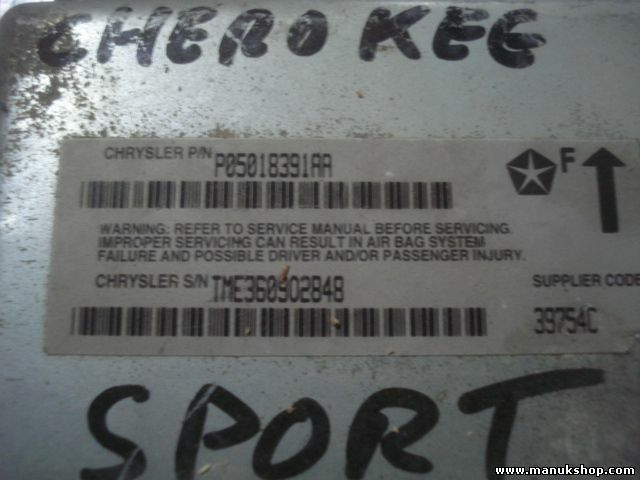 CHEROKEE
CHRYSLER P/N P05018391AA
F
WARNING: REFER TO SERVICE MANUAL BEFORE SERVICING.
IMPROPER SERVICING CAN RESULT IN AIR BAG SYSTEM
FAILURE AND POSSIBLE DRIVER AND/OR PASSENGER INJURY.
CHRYSLER S/N TME360902848
SUPPLIER CODE
39754C
SPORT
www.manukshop.com